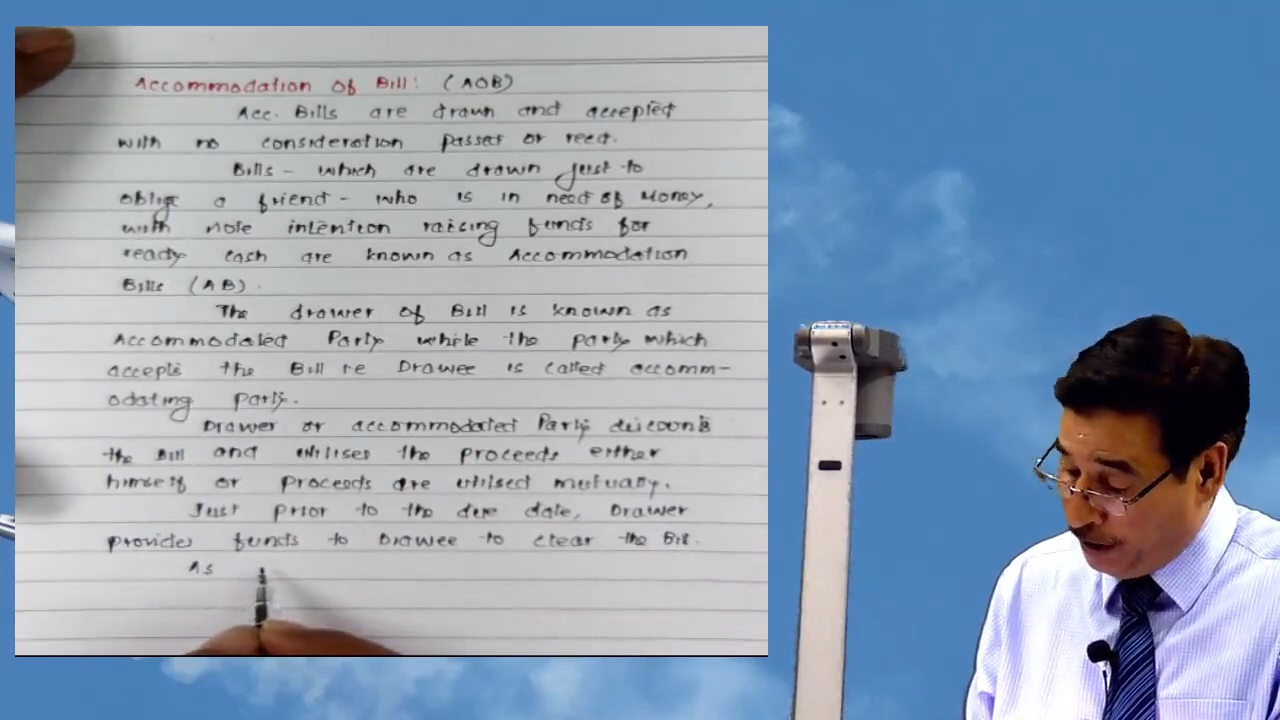 Accommodation of Bill: (AOB)
Acc. Bills are drawn and accepted
with no consideration passed or recd.
Bills - which are drawn just to
oblige a friend - who is in need of Money,
with mole intention raising funds for
ready cash are known as Accommodation
Bills (AB).
The drawer of Bill is known as
Accommodated Party while the party which
accepts the Bill ie Drawee is called accomm-
odating party.
Drawer or accommodated Party discounts
the Bill and utilises the proceeds either
himself or proceeds are utilised mutually.
Just prior to the due date, Drawer
provides funds to Drawee to clear the Bill.
As